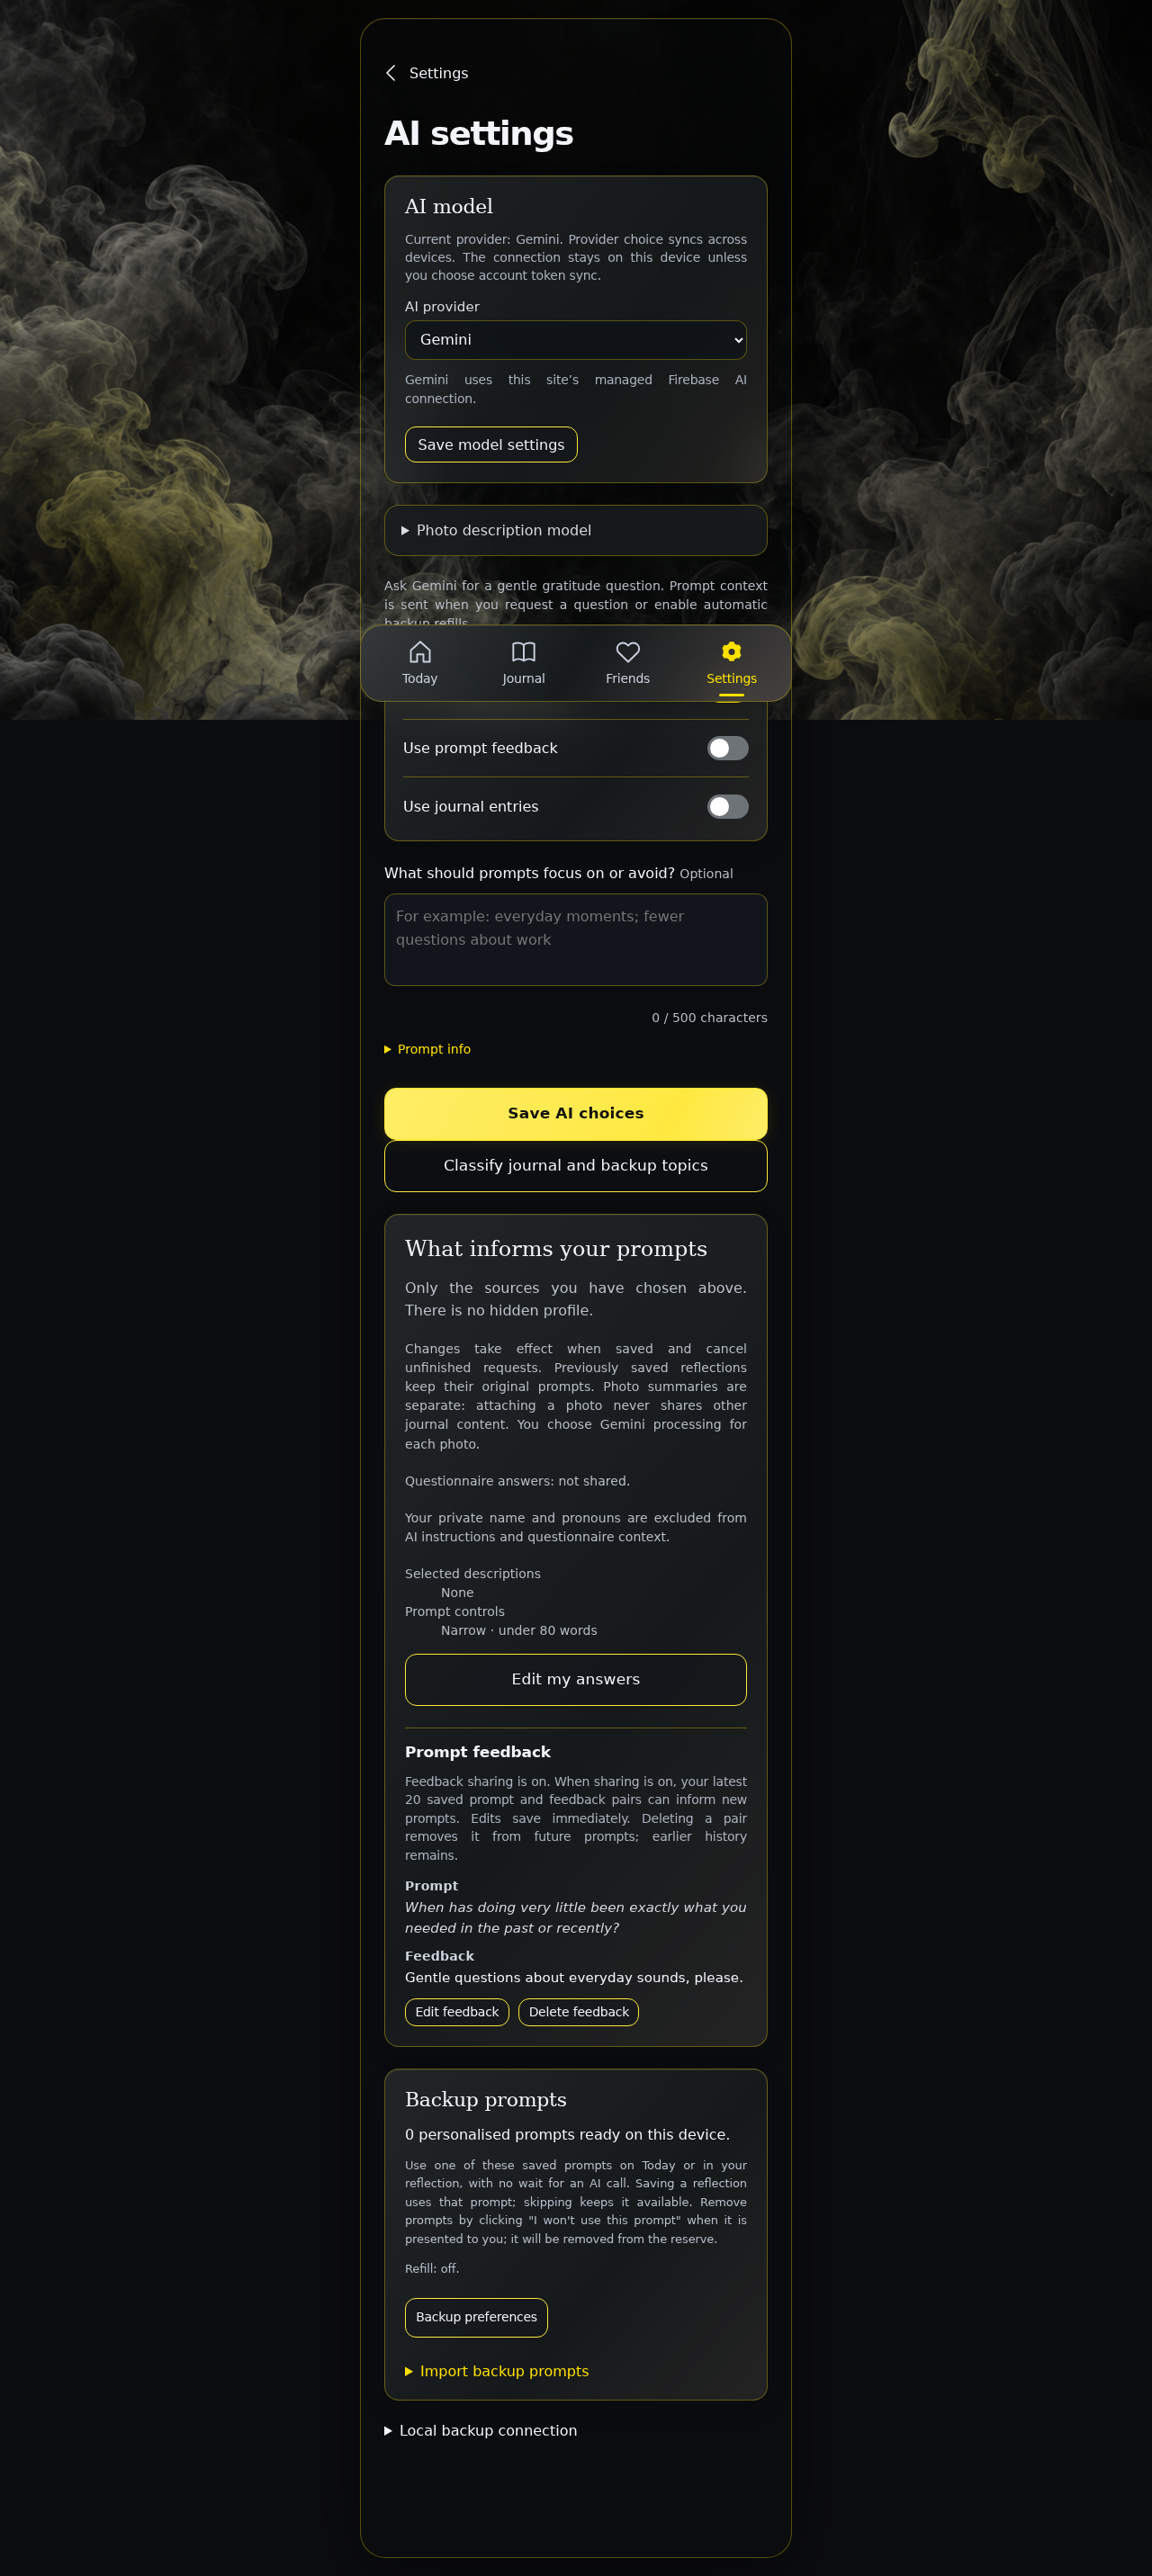 Settings
AI settings
AI model
Current provider: Gemini. Provider choice syncs across
devices. The connection stays on this device unless
you choose account token sync.
AI provider
Gemini
Gemini uses this site’s managed Firebase AI
connection.
Save model settings
Photo description model
Ask Gemini for a gentle gratitude question. Prompt context
is sent when you request a question or enable automatic
backup refills.
Today
Journal
Friends
Settings
Use prompt feedback
Use journal entries
What should prompts focus on or avoid? Optional
For example: everyday moments; fewer
questions about work
0 / 500 characters
Prompt info
Save AI choices
Classify journal and backup topics
What informs your prompts
Only the sources you have chosen above.
There is no hidden profile.
Changes take effect when saved and cancel
unfinished requests. Previously saved reflections
keep their original prompts. Photo summaries are
separate: attaching a photo never shares other
journal content. You choose Gemini processing for
each photo.
Questionnaire answers: not shared.
Your private name and pronouns are excluded from
AI instructions and questionnaire context.
Selected descriptions
None
Prompt controls
Narrow · under 80 words
Edit my answers
Prompt feedback
Feedback sharing is on. When sharing is on, your latest
20 saved prompt and feedback pairs can inform new
prompts. Edits save immediately. Deleting a pair
removes it from future prompts; earlier history
remains.
Prompt
When has doing very little been exactly what you
needed in the past or recently?
Feedback
Gentle questions about everyday sounds, please.
Edit feedback
Delete feedback
Backup prompts
0 personalised prompts ready on this device.
Use one of these saved prompts on Today or in your
reflection, with no wait for an AI call. Saving a reflection
uses that prompt; skipping keeps it available. Remove
prompts by clicking "I won't use this prompt" when it is
presented to you; it will be removed from the reserve.
Refill: off.
Backup preferences
Import backup prompts
Local backup connection